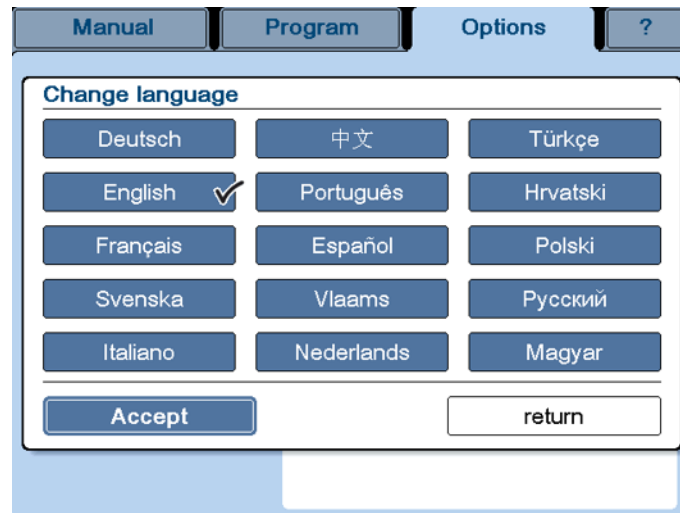 Manual Program Options ?
Change language
Deutsch 中文 Türkçe
English Português Hrvatski
Français Español Polski
Svenska Vlaams Русский
Italiano Nederlands Magyar
Accept return